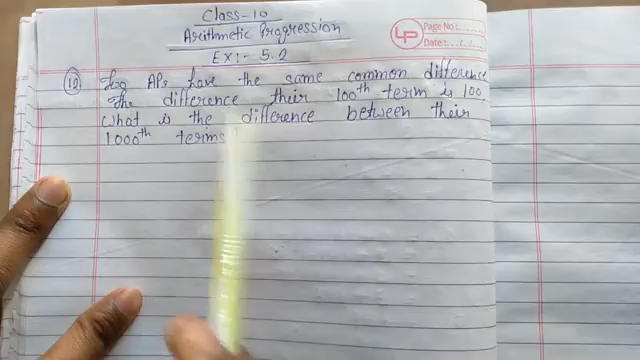 Class-10
Arithmetic Progression
Ex:- 5.2
LP
Page No : . . . / . . .
Date : . . . / . . . / . . .
(12) Two APs have the same common difference
The difference their 100th term is 100.
What is the difference between their
1000th terms